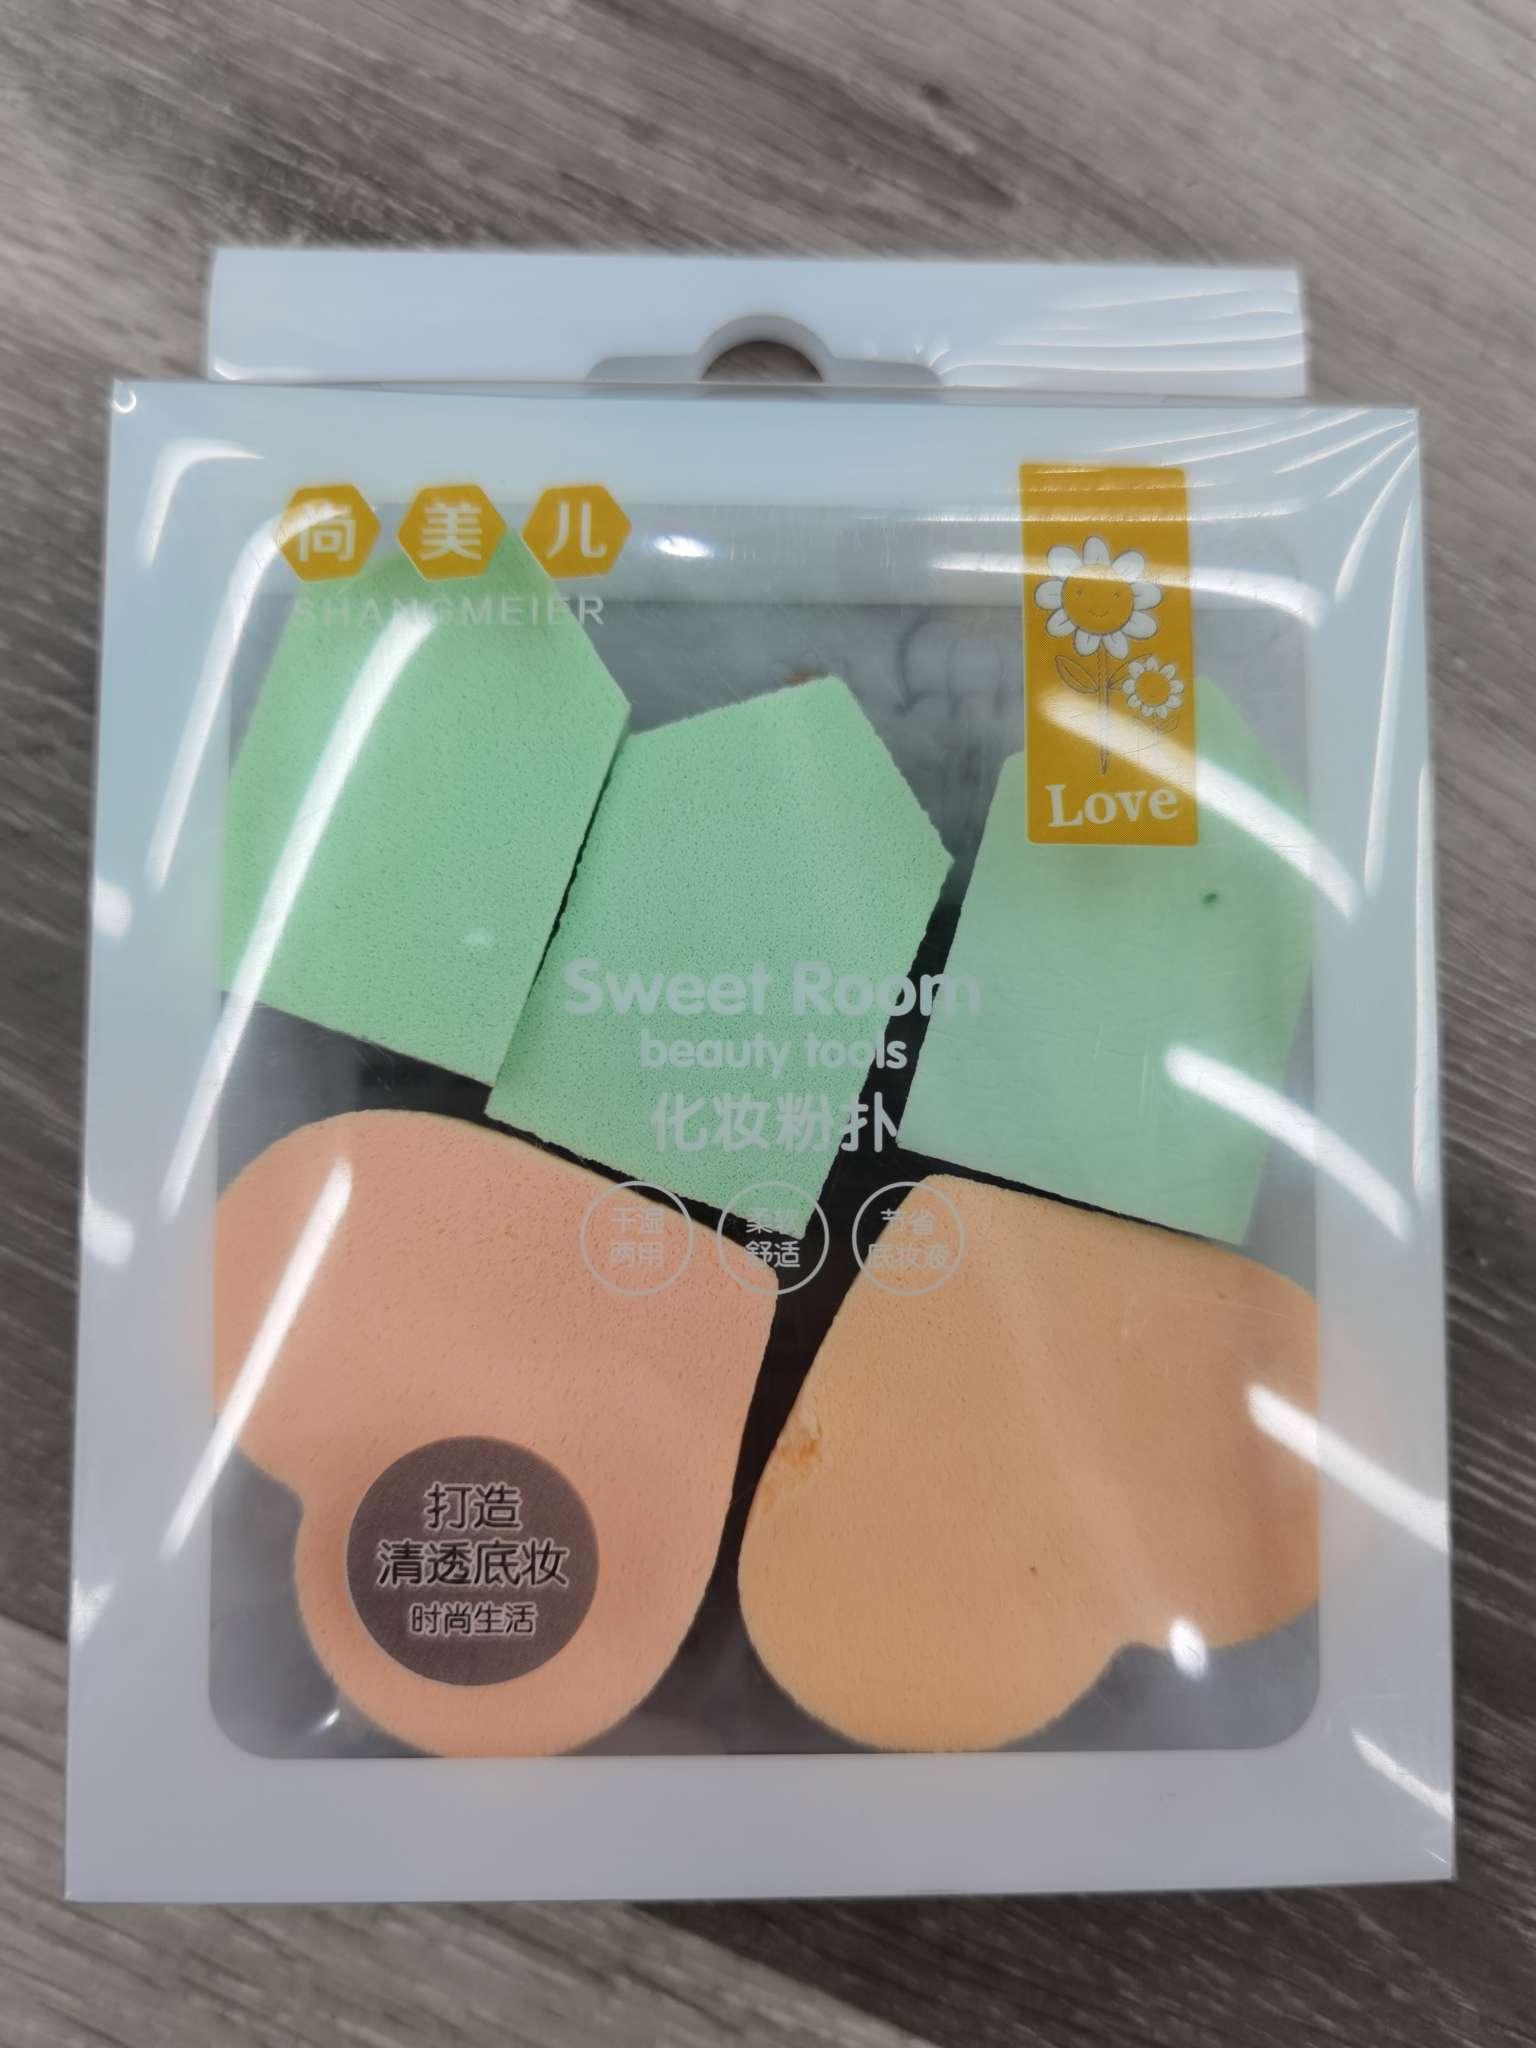 尚美儿
SHANGMEIER
Love
Sweet Room
beauty tools
化妆粉扑
干湿
两用
柔软
舒适
节省
底妆液
打造
清透底妆
时尚生活